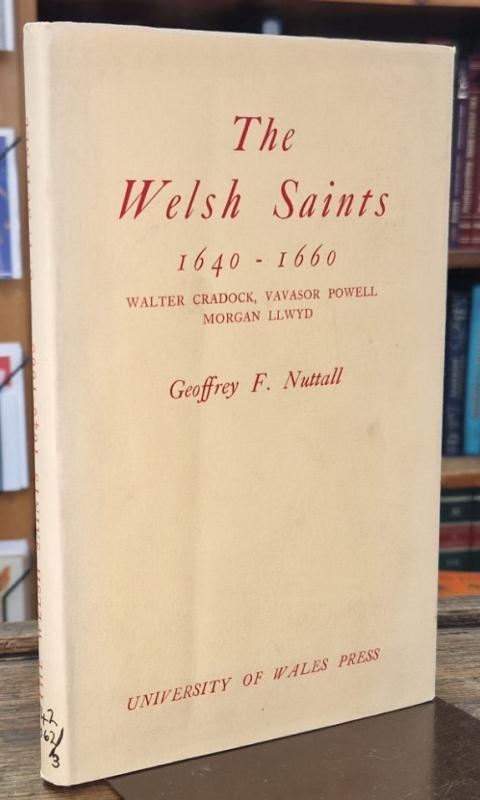 The
Welsh Saints
1640 - 1660
WALTER CRADOCK, VAVASOR POWELL
MORGAN LLWYD
Geoffrey F. Nuttall
UNIVERSITY OF WALES PRESS